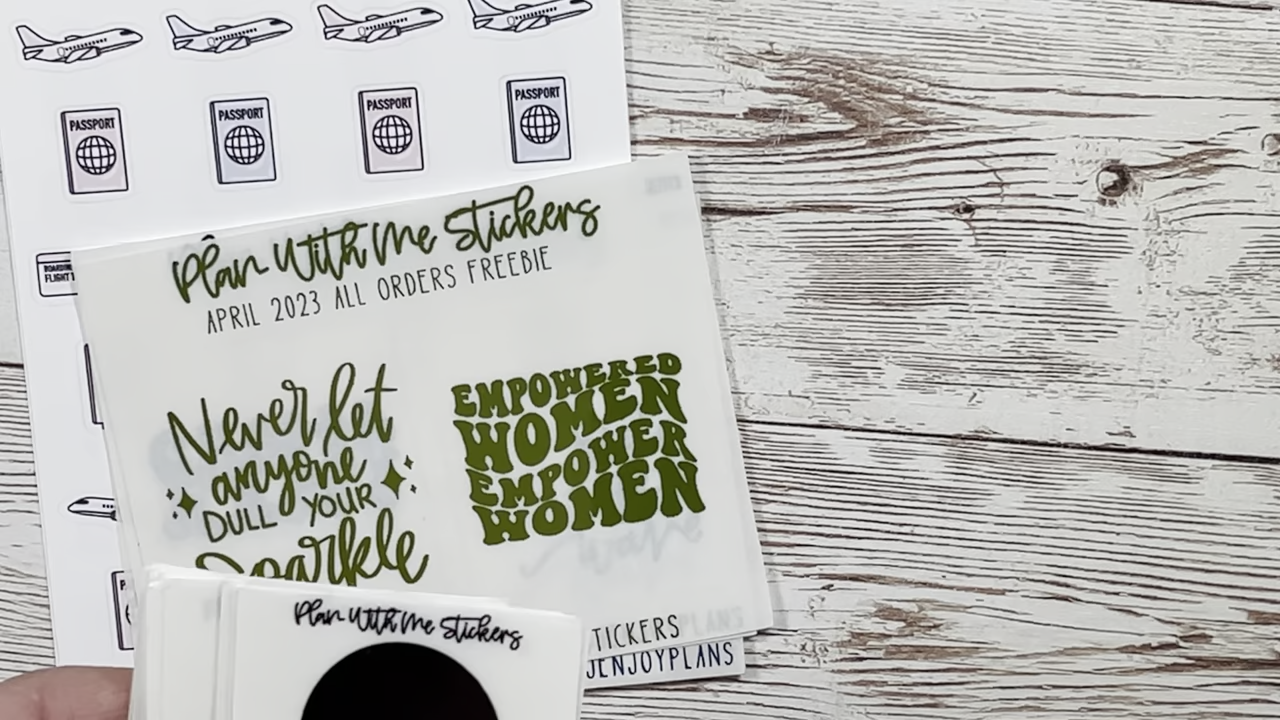 PASSPORT
PASSPORT
PASSPORT
PASSPORT
Plan With Me Stickers
APRIL 2023 ALL ORDERS FREEBIE
Never let
anyone
DULL YOUR
Sparkle
EMPOWERED
WOMEN
EMPOWER
WOMEN
Plan With Me Stickers
TICKERS
JENJOYPLANS